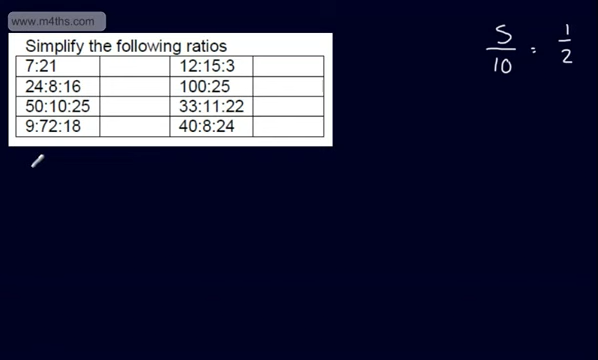 www.m4ths.com
Simplify the following ratios
7:21 12:15:3
24:8:16 100:25
50:10:25 33:11:22
9:72:18 40:8:24
5/10 = 1/2